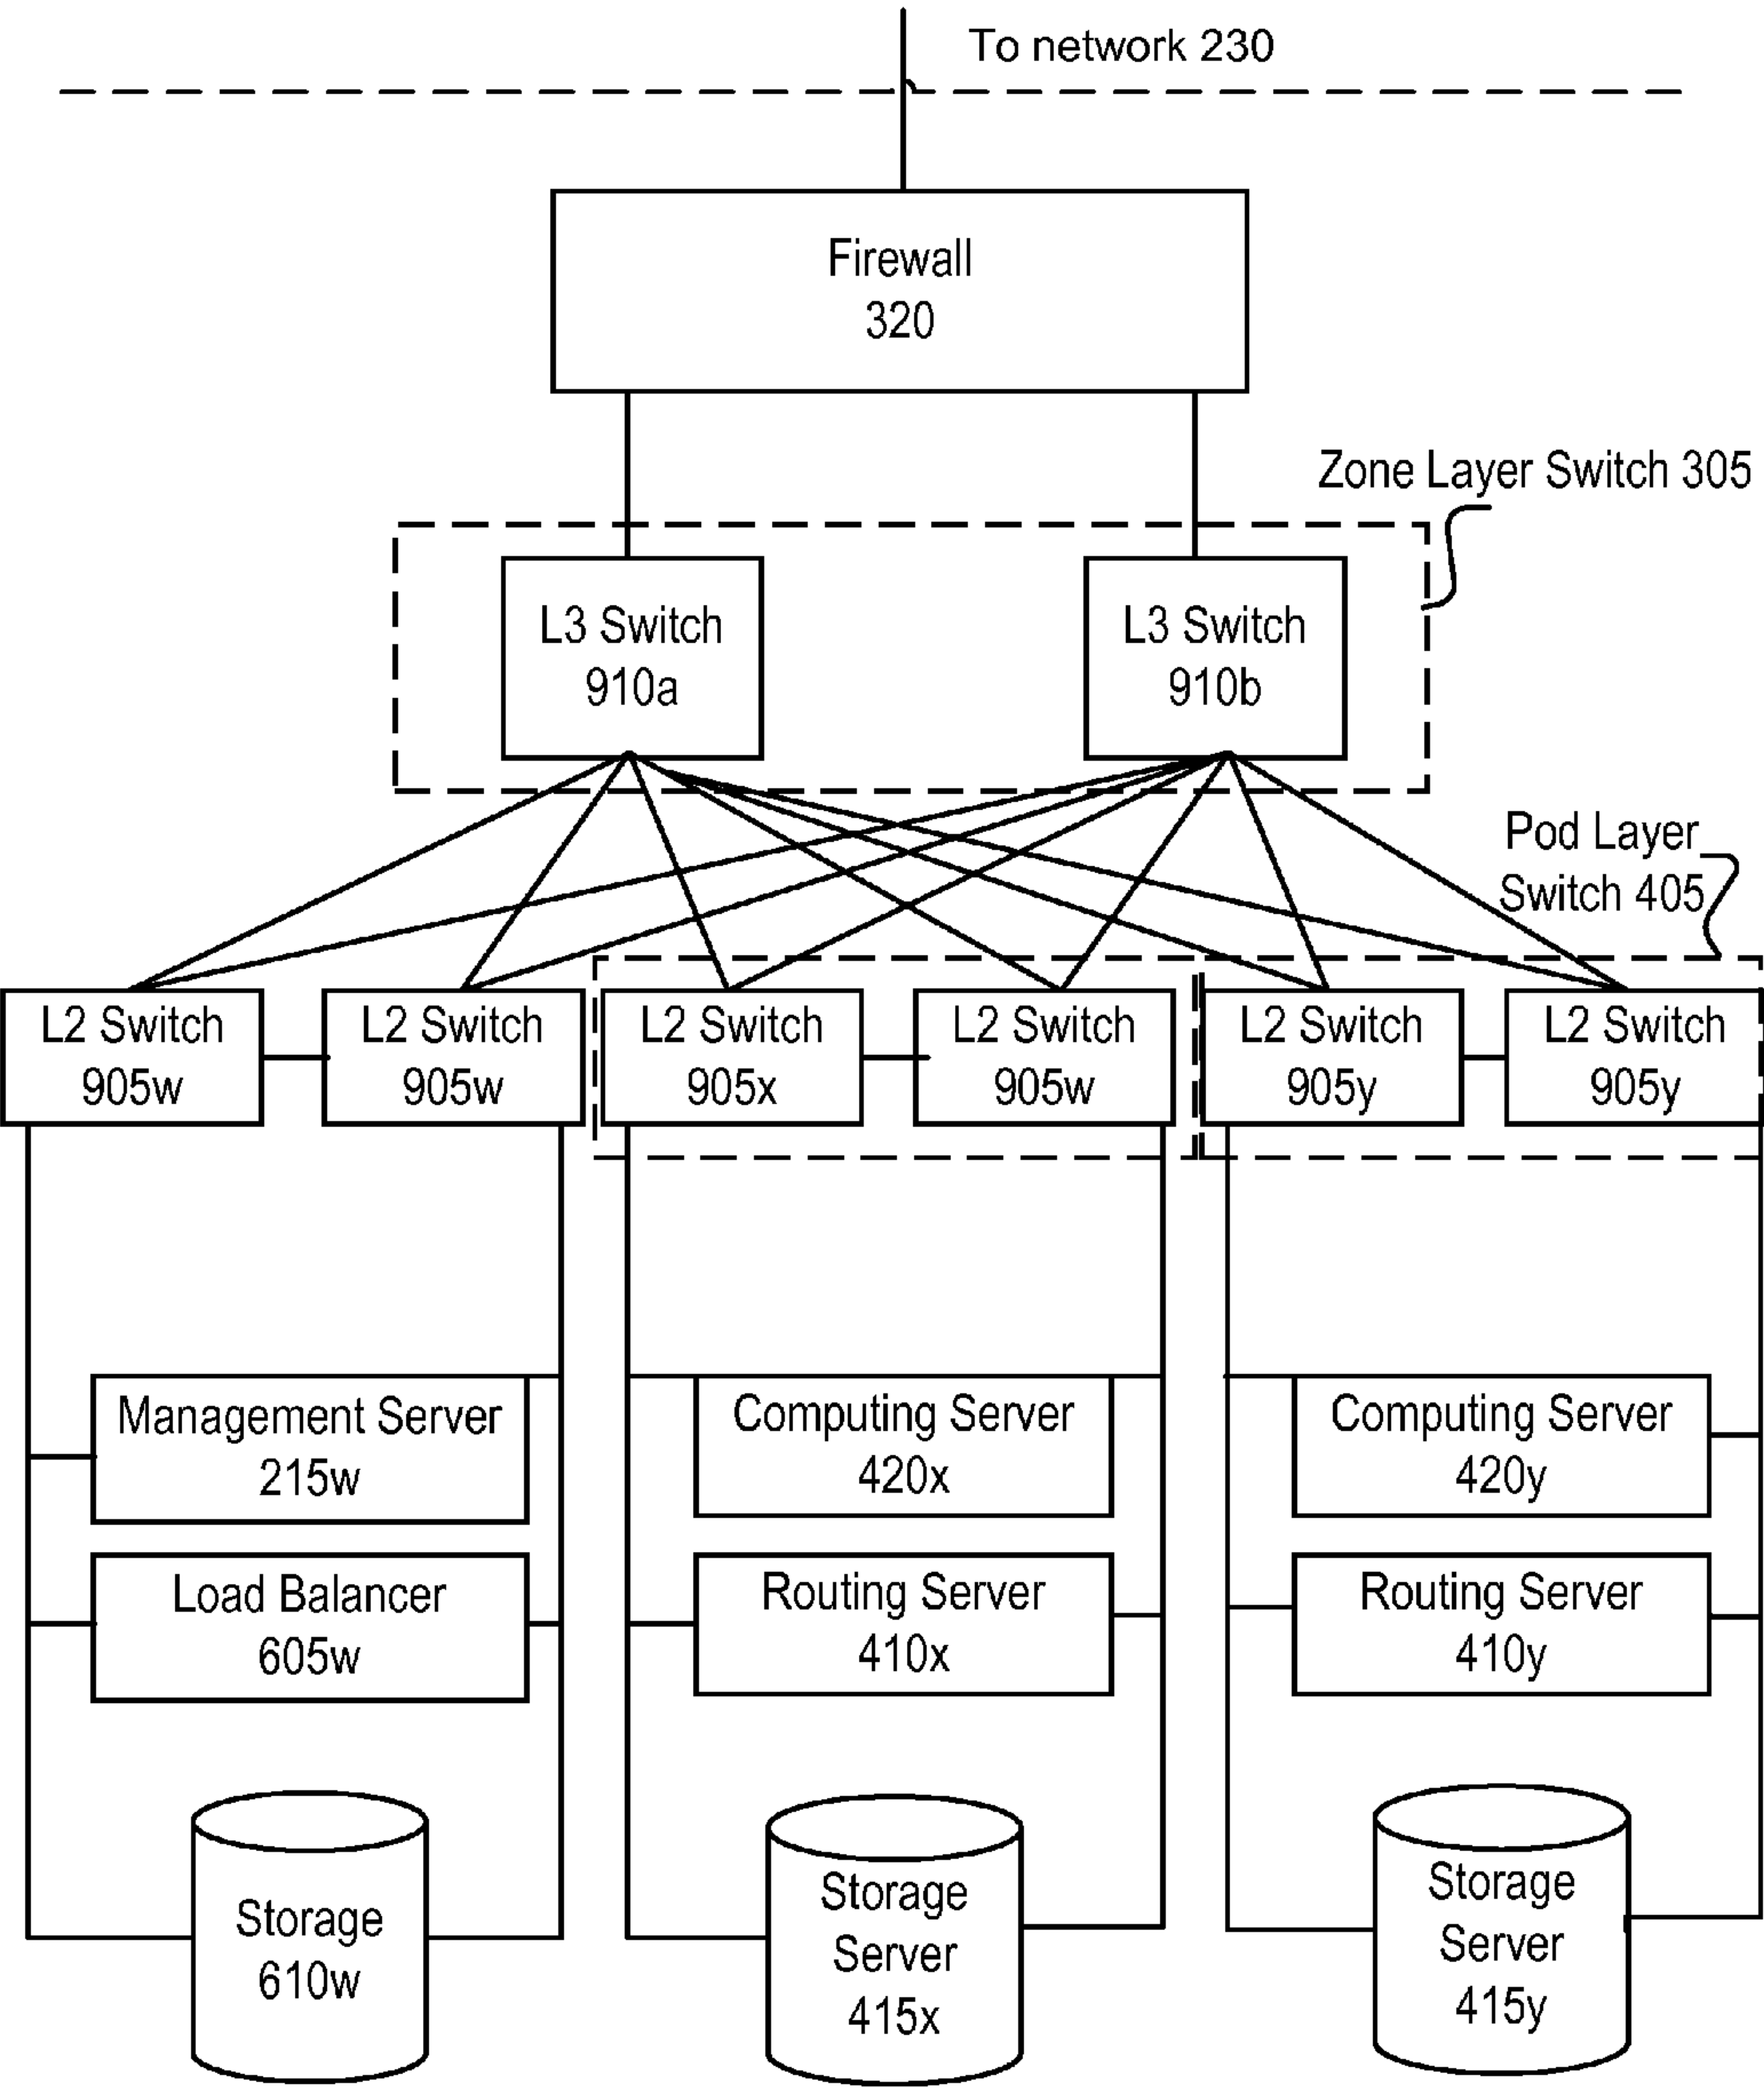 To network 230
Firewall
320
Zone Layer Switch 305
L3 Switch
910a
L3 Switch
910b
Pod Layer
Switch 405
L2 Switch
905w
L2 Switch
905w
L2 Switch
905x
L2 Switch
905w
L2 Switch
905y
L2 Switch
905y
Management Server
215w
Computing Server
420x
Computing Server
420y
Load Balancer
605w
Routing Server
410x
Routing Server
410y
Storage
610w
Storage
Server
415x
Storage
Server
415y